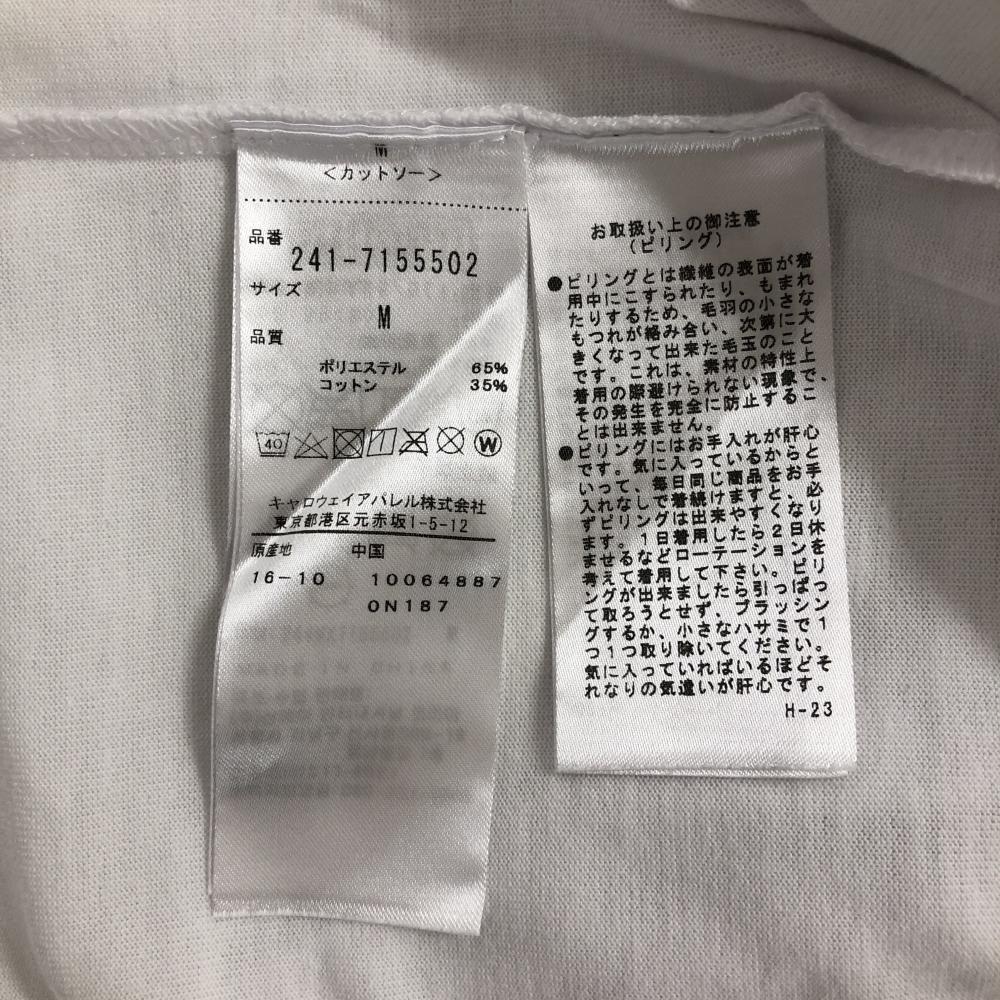 M
＜カットソー＞
品番
241-7155502
サイズ
M
品質
ポリエステル 65%
コットン 35%
40 W
キャロウェイアパレル株式会社
東京都港区元赤坂1-5-12
原産地 中国
16-10 10064887
0N187
お取扱い上の御注意
（ピリング）
●ピリングとは繊維の表面が着
用中にこすられたり、もまれ
たりするため、毛羽の小さな
もつれが絡み合い、次第に大
きくなって出来た毛玉のこと
です。これは、素材の特性上
着用の際避けられない現象で、
その発生を完全に防止するこ
とは出来ません。
●ピリングにはお手入れが肝心
です。気に入っているからと
いって、毎日同じ商品をお手
入れなしで着続けますと、必
ずピリングは出来やすくなり
ます。1日着用したら2日休
ませるなどローテーションを
考えて着用して下さい。ピリ
ングが出来ましたら引っぱっ
て取ろうとせず、ブラッシン
グするか、小さなハサミで1
つ1つ取り除いてください。
気に入っていればいるほどそ
れなりの気遣いが肝心です。
H-23